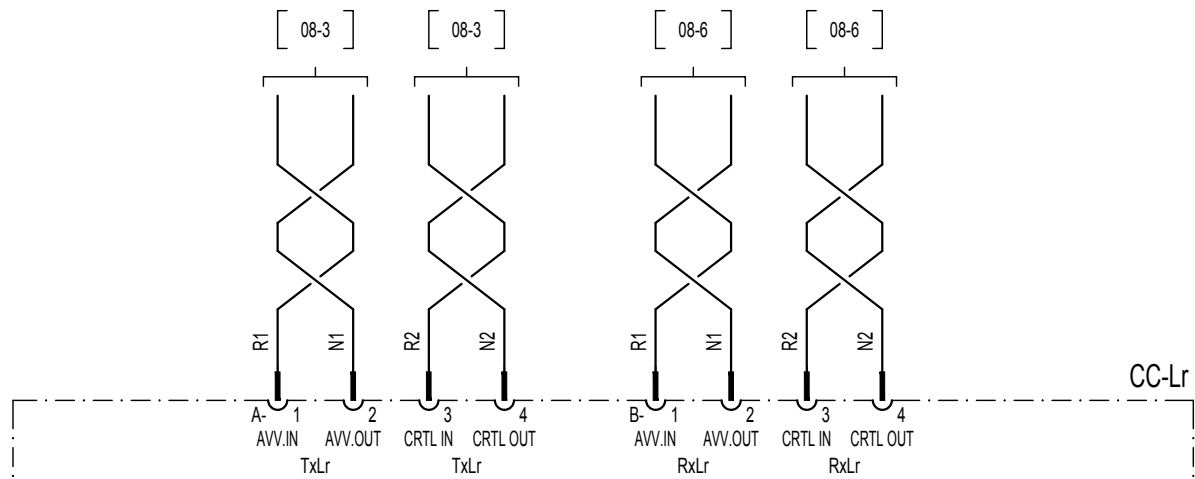 08-3 08-3 08-6 08-6
R1 N1 R2 N2 R1 N1 R2 N2
CC-Lr
A- 1 2 3 4 B- 1 2 3 4
AVV.IN AVV.OUT CRTL IN CRTL OUT AVV.IN AVV.OUT CRTL IN CRTL OUT
TxLr TxLr RxLr RxLr